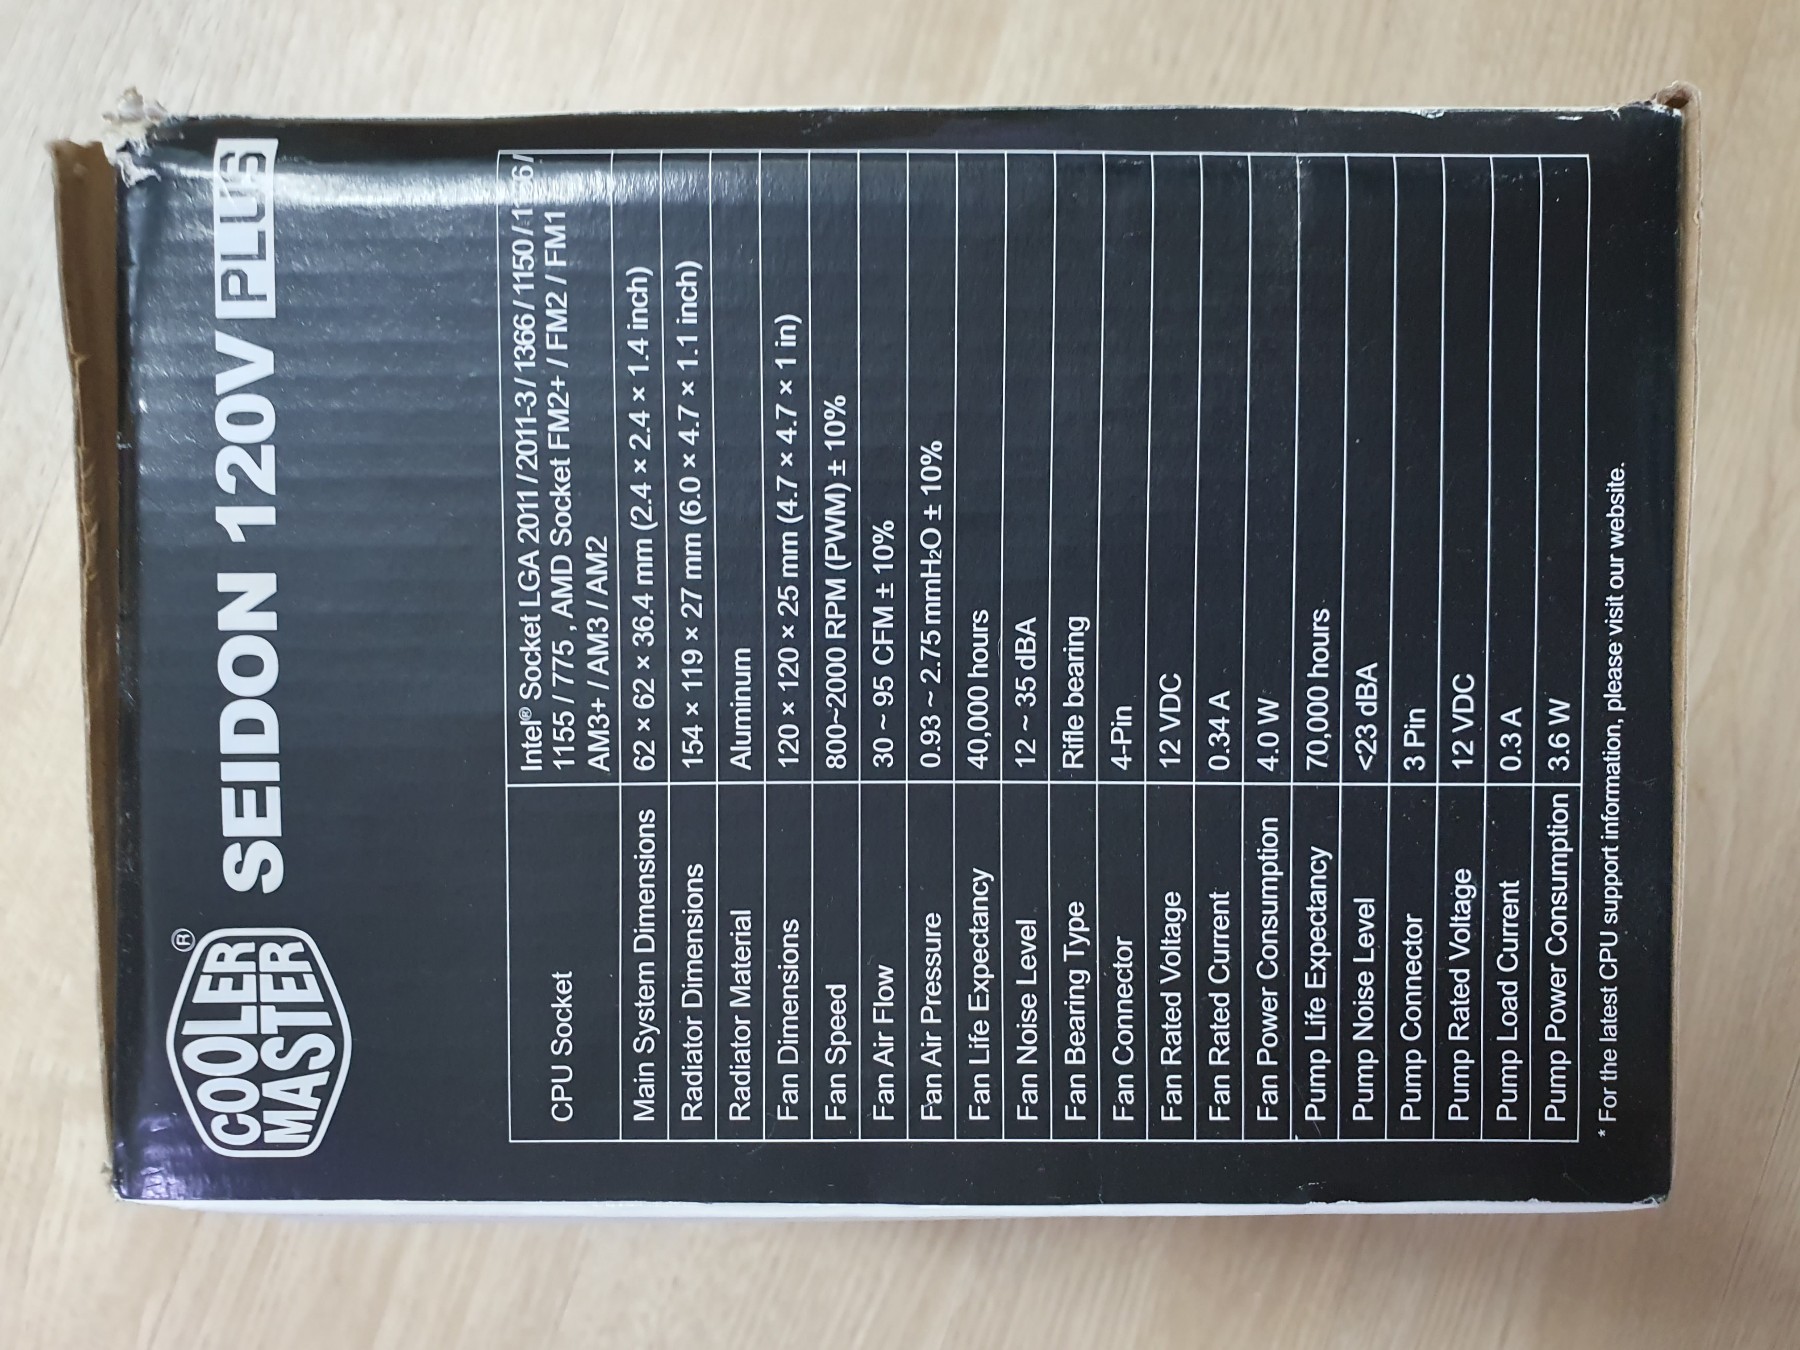 COOLER MASTER®
SEIDON 120V PLUS
CPU Socket
Intel® Socket LGA 2011 / 2011-3 / 1366 / 1150 /
1155 / 775 , AMD Socket FM2+ / FM2 / FM1
AM3+ / AM3 / AM2
Main System Dimensions 62 × 62 × 36.4 mm (2.4 × 2.4 × 1.4 inch)
Radiator Dimensions 154 × 119 × 27 mm (6.0 × 4.7 × 1.1 inch)
Radiator Material Aluminum
Fan Dimensions 120 × 120 × 25 mm (4.7 × 4.7 × 1 in)
Fan Speed 800~2000 RPM (PWM) ± 10%
Fan Air Flow 30 ~ 95 CFM ± 10%
Fan Air Pressure 0.93 ~ 2.75 mmH₂O ± 10%
Fan Life Expectancy 40,000 hours
Fan Noise Level 12 ~ 35 dBA
Fan Bearing Type Rifle bearing
Fan Connector 4-Pin
Fan Rated Voltage 12 VDC
Fan Rated Current 0.34 A
Fan Power Consumption 4.0 W
Pump Life Expectancy 70,000 hours
Pump Noise Level <23 dBA
Pump Connector 3 Pin
Pump Rated Voltage 12 VDC
Pump Load Current 0.3 A
Pump Power Consumption 3.6 W
* For the latest CPU support information, please visit our website.